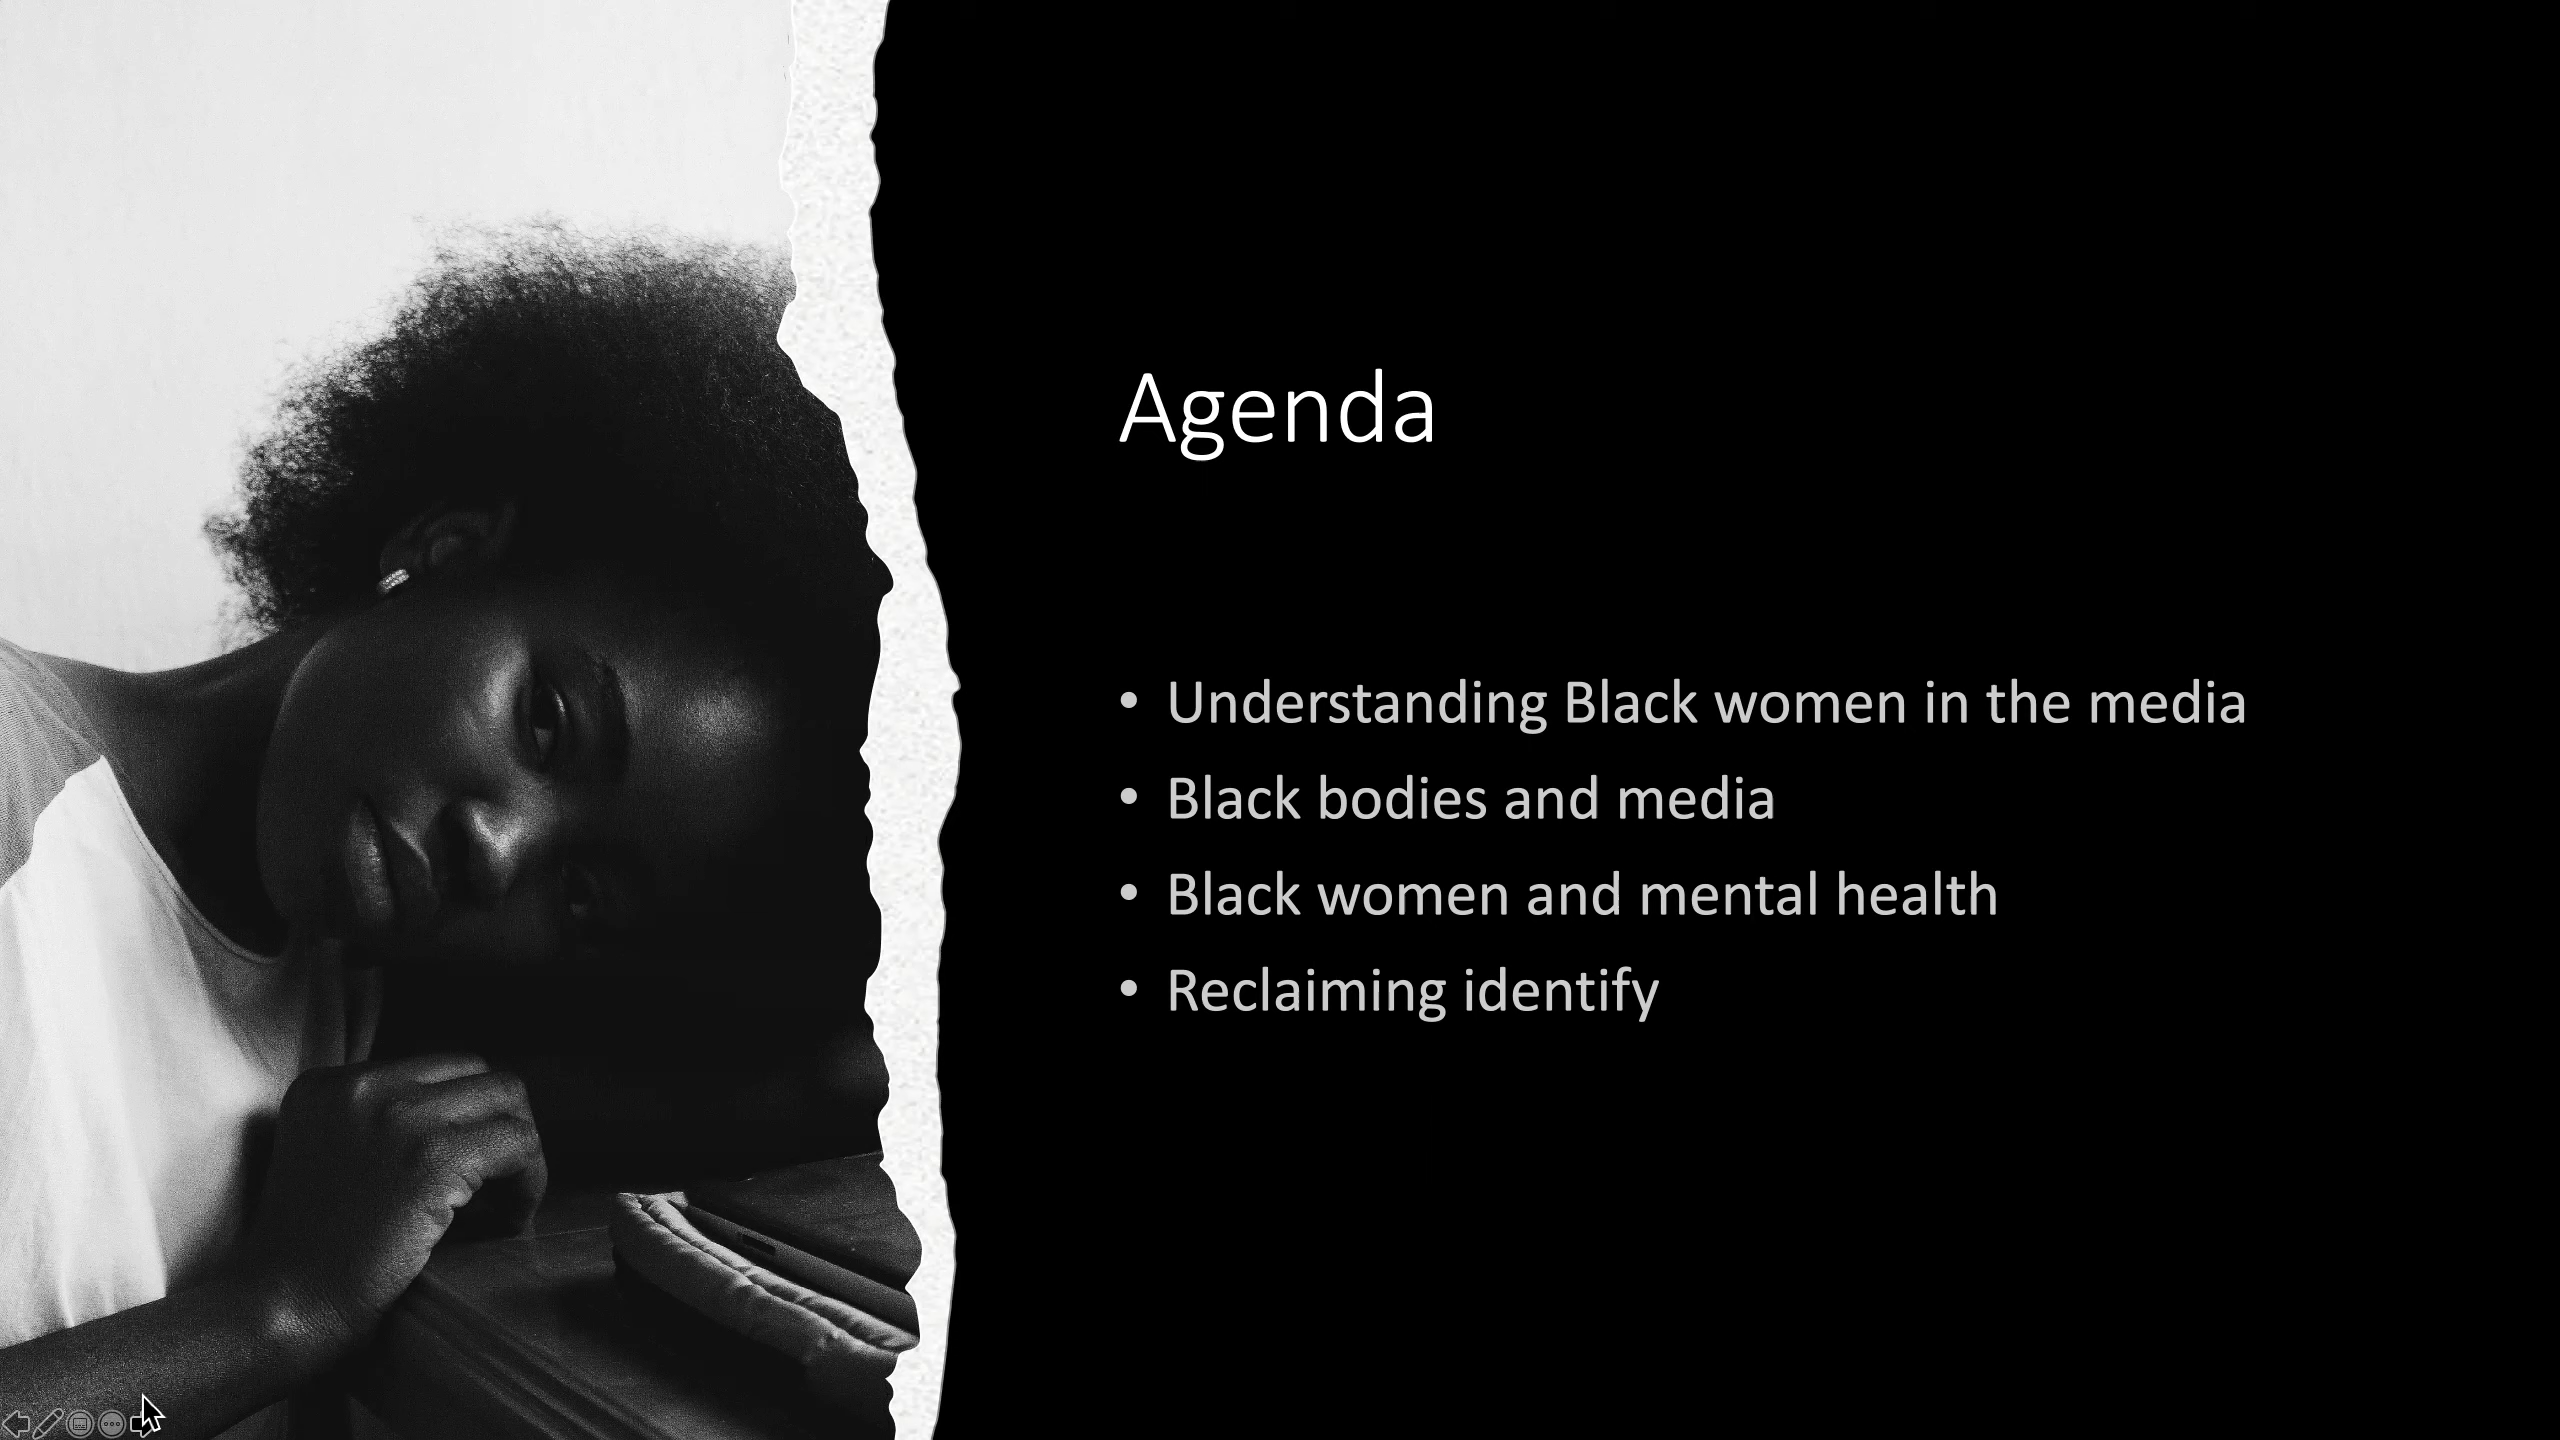 Agenda
• Understanding Black women in the media
• Black bodies and media
• Black women and mental health
• Reclaiming identify